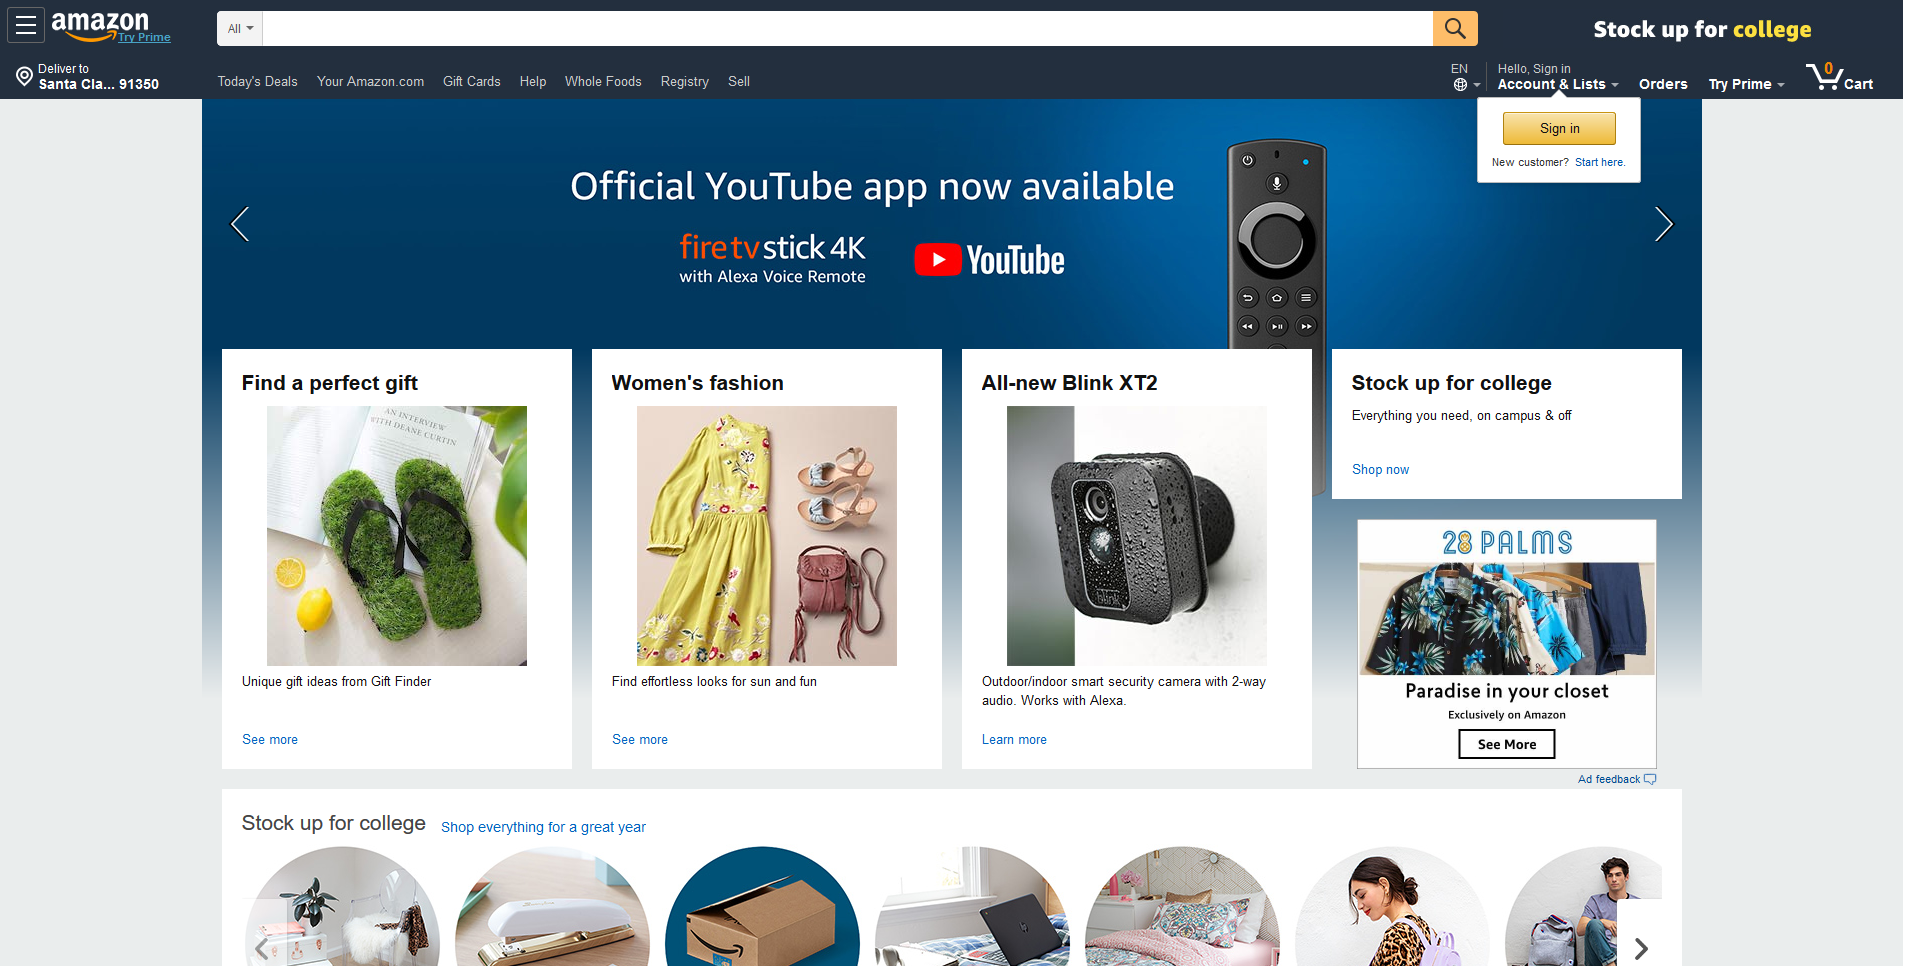 amazon
Try Prime
All
Stock up for college
Deliver to
Santa Cla... 91350
Today's Deals
Your Amazon.com
Gift Cards
Help
Whole Foods
Registry
Sell
EN
Hello, Sign in
Account & Lists
Orders
Try Prime
0
Cart
Sign in
New customer? Start here.
Official YouTube app now available
fire tv stick 4K
with Alexa Voice Remote
YouTube
Find a perfect gift
AN INTERVIEW
WITH DEANE CURTIN
Unique gift ideas from Gift Finder
See more
Women's fashion
Find effortless looks for sun and fun
See more
All-new Blink XT2
blink
Outdoor/indoor smart security camera with 2-way
audio. Works with Alexa.
Learn more
Stock up for college
Everything you need, on campus & off
Shop now
28 PALMS
Paradise in your closet
Exclusively on Amazon
See More
Ad feedback
Stock up for college
Shop everything for a great year